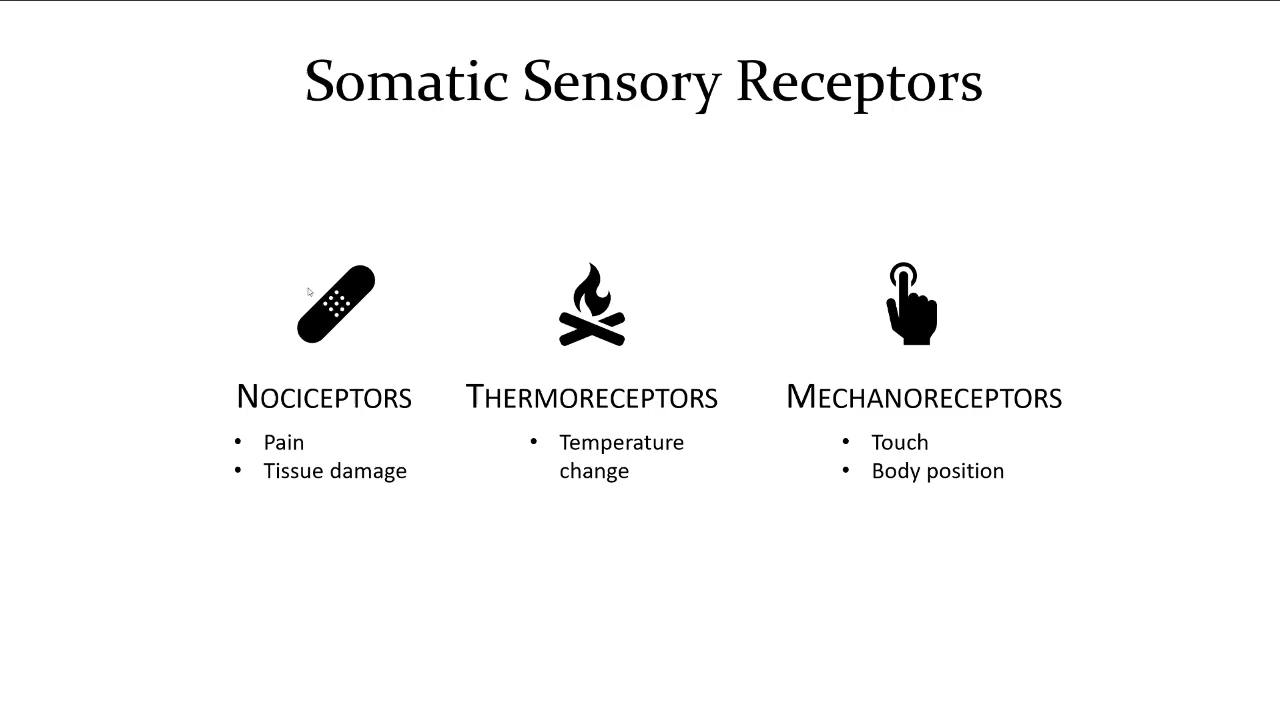 Somatic Sensory Receptors
NOCICEPTORS
• Pain
• Tissue damage
THERMORECEPTORS
• Temperature
change
MECHANORECEPTORS
• Touch
• Body position